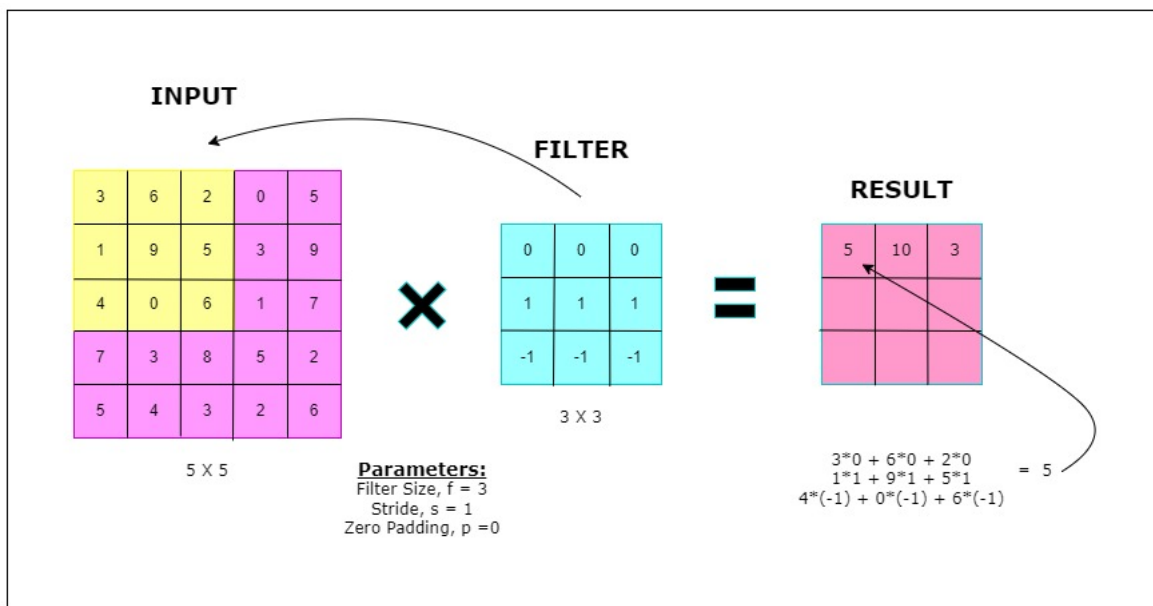 INPUT
FILTER
RESULT
3 6 2 0 5
1 9 5 3 9
4 0 6 1 7
7 3 8 5 2
5 4 3 2 6
5 X 5
0 0 0
1 1 1
-1 -1 -1
3 X 3
5 10 3
Parameters:
Filter Size, f = 3
Stride, s = 1
Zero Padding, p =0
3*0 + 6*0 + 2*0
1*1 + 9*1 + 5*1 = 5
4*(-1) + 0*(-1) + 6*(-1)